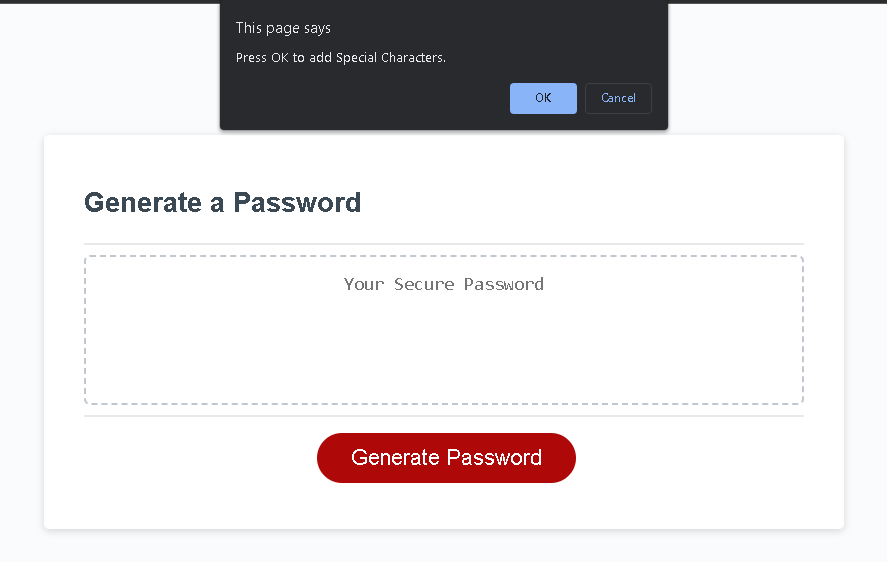 This page says
Press OK to add Special Characters.
OK
Cancel
Generate a Password
Your Secure Password
Generate Password